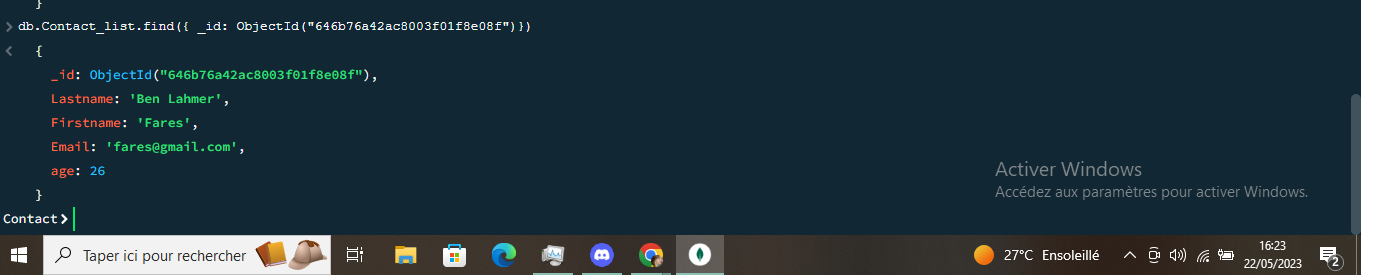 }
> db.Contact_list.find({ _id: ObjectId("646b76a42ac8003f01f8e08f")})
< {
_id: ObjectId("646b76a42ac8003f01f8e08f"),
Lastname: 'Ben Lahmer',
Firstname: 'Fares',
Email: 'fares@gmail.com',
age: 26
}
Contact>
Activer Windows
Accédez aux paramètres pour activer Windows.
Taper ici pour rechercher
27°C Ensoleillé
16:23
22/05/2023
2